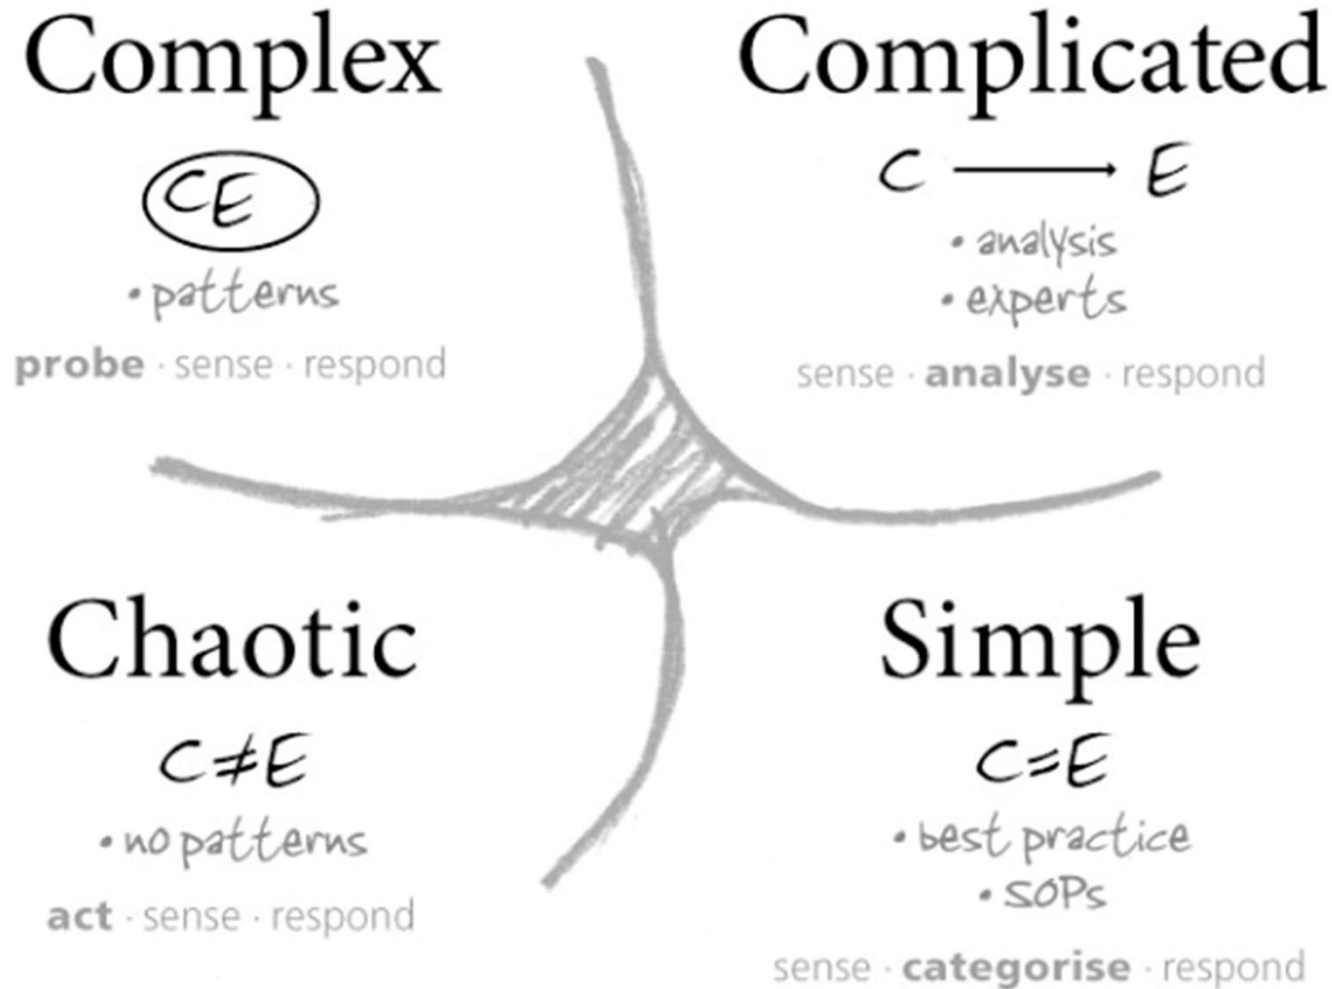 Complex
CE
• patterns
probe · sense · respond
Complicated
C → E
• analysis
• experts
sense · analyse · respond
Chaotic
C≠E
• no patterns
act · sense · respond
Simple
C=E
• best practice
• SOPs
sense · categorise · respond